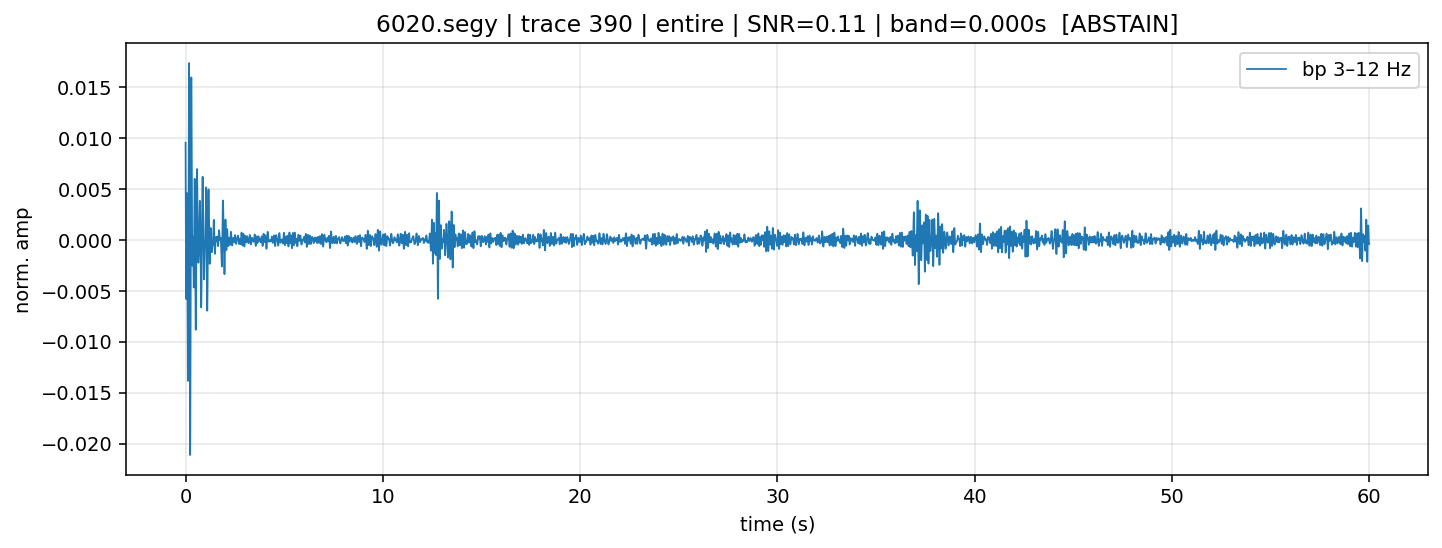 6020.segy | trace 390 | entire | SNR=0.11 | band=0.000s  [ABSTAIN]
bp 3–12 Hz
norm. amp
0.015
0.010
0.005
0.000
−0.005
−0.010
−0.015
−0.020
0 10 20 30 40 50 60
time (s)